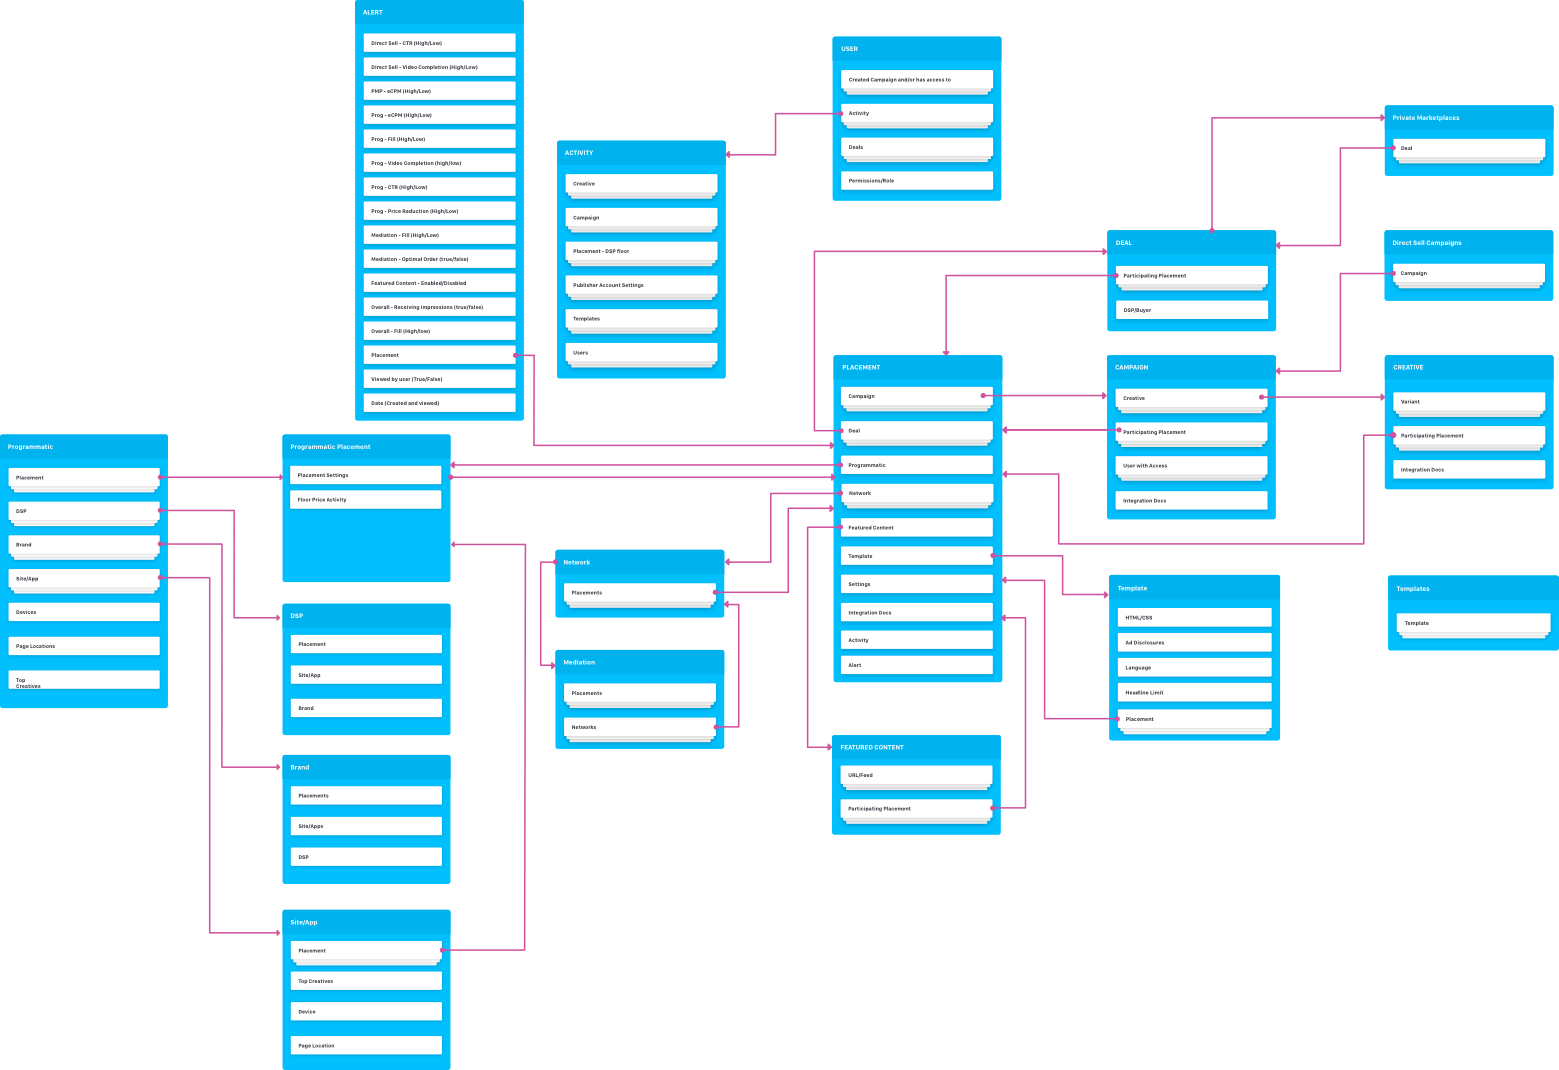 ALERT
Direct Sell - CTR (High/Low)
Direct Sell - Video Completion (High/Low)
PMP - eCPM (High/Low)
Prog - eCPM (High/Low)
Prog - Fill (High/Low)
Prog - Video Completion (high/low)
Prog - CTR (High/Low)
Prog - Price Reduction (High/Low)
Mediation - Fill (High/Low)
Mediation - Optimal Order (true/false)
Featured Content - Enabled/Disabled
Overall - Receiving impressions (true/false)
Overall - Fill (High/low)
Placement
Viewed by user (True/False)
Date (Created and viewed)
USER
Created Campaign and/or has access to
Activity
Deals
Permissions/Role
ACTIVITY
Creative
Campaign
Placement - DSP floor
Publisher Account Settings
Templates
Users
Private Marketplaces
Deal
DEAL
Participating Placement
DSP/Buyer
Direct Sell Campaigns
Campaign
PLACEMENT
Campaign
Deal
Programmatic
Network
Featured Content
Template
Settings
Integration Docs
Activity
Alert
CAMPAIGN
Creative
Participating Placement
User with Access
Integration Docs
CREATIVE
Variant
Participating Placement
Integration Docs
Programmatic
Placement
DSP
Brand
Site/App
Devices
Page Locations
Top
Creatives
Programmatic Placement
Placement Settings
Floor Price Activity
Network
Placements
Mediation
Placements
Networks
Template
HTML/CSS
Ad Disclosures
Language
Headline Limit
Placement
Templates
Template
DSP
Placement
Site/App
Brand
FEATURED CONTENT
URL/Feed
Participating Placement
Brand
Placements
Site/Apps
DSP
Site/App
Placement
Top Creatives
Device
Page Location